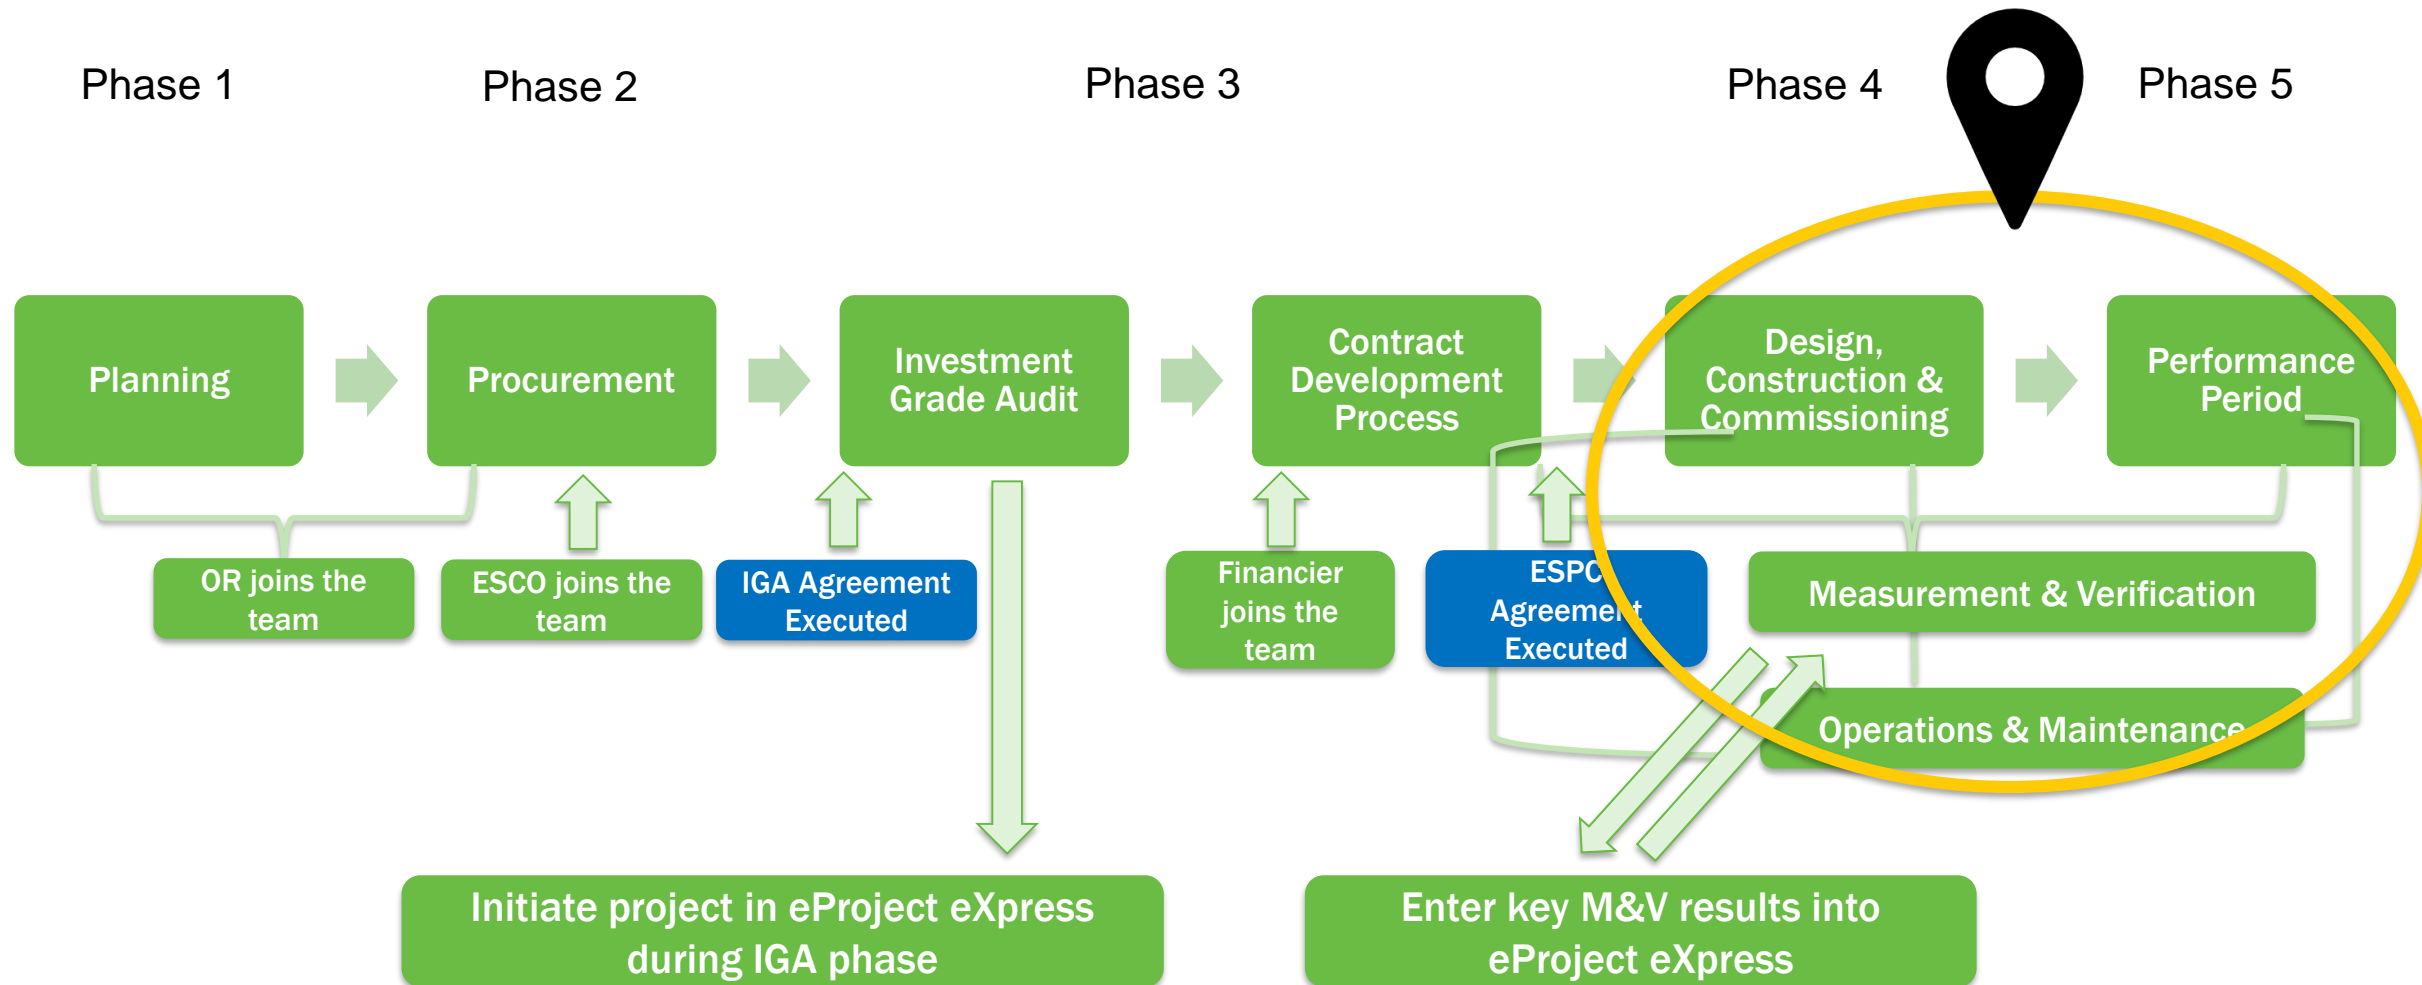 Phase 1
Phase 2
Phase 3
Phase 4
Phase 5
Planning
Procurement
Investment
Grade Audit
Contract
Development
Process
Design,
Construction &
Commissioning
Performance
Period
OR joins the
team
ESCO joins the
team
IGA Agreement
Executed
Financier
joins the
team
ESPC
Agreement
Executed
Measurement & Verification
Operations & Maintenance
Initiate project in eProject eXpress
during IGA phase
Enter key M&V results into
eProject eXpress